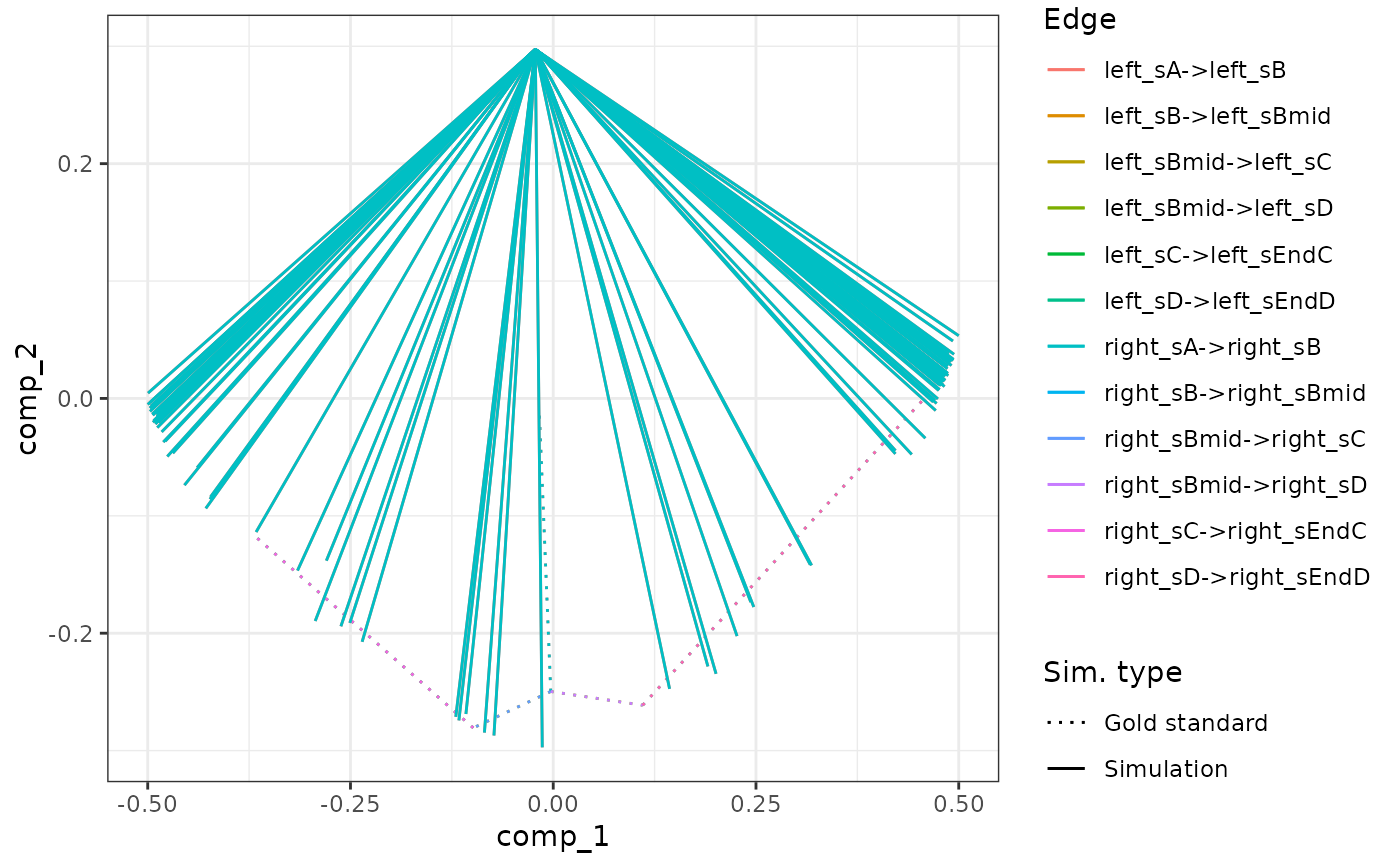 Edge
left_sA->left_sB
left_sB->left_sBmid
left_sBmid->left_sC
left_sBmid->left_sD
left_sC->left_sEndC
left_sD->left_sEndD
right_sA->right_sB
right_sB->right_sBmid
right_sBmid->right_sC
right_sBmid->right_sD
right_sC->right_sEndC
right_sD->right_sEndD
Sim. type
Gold standard
Simulation
comp_2
0.2
0.0
-0.2
-0.50 -0.25 0.00 0.25 0.50
comp_1